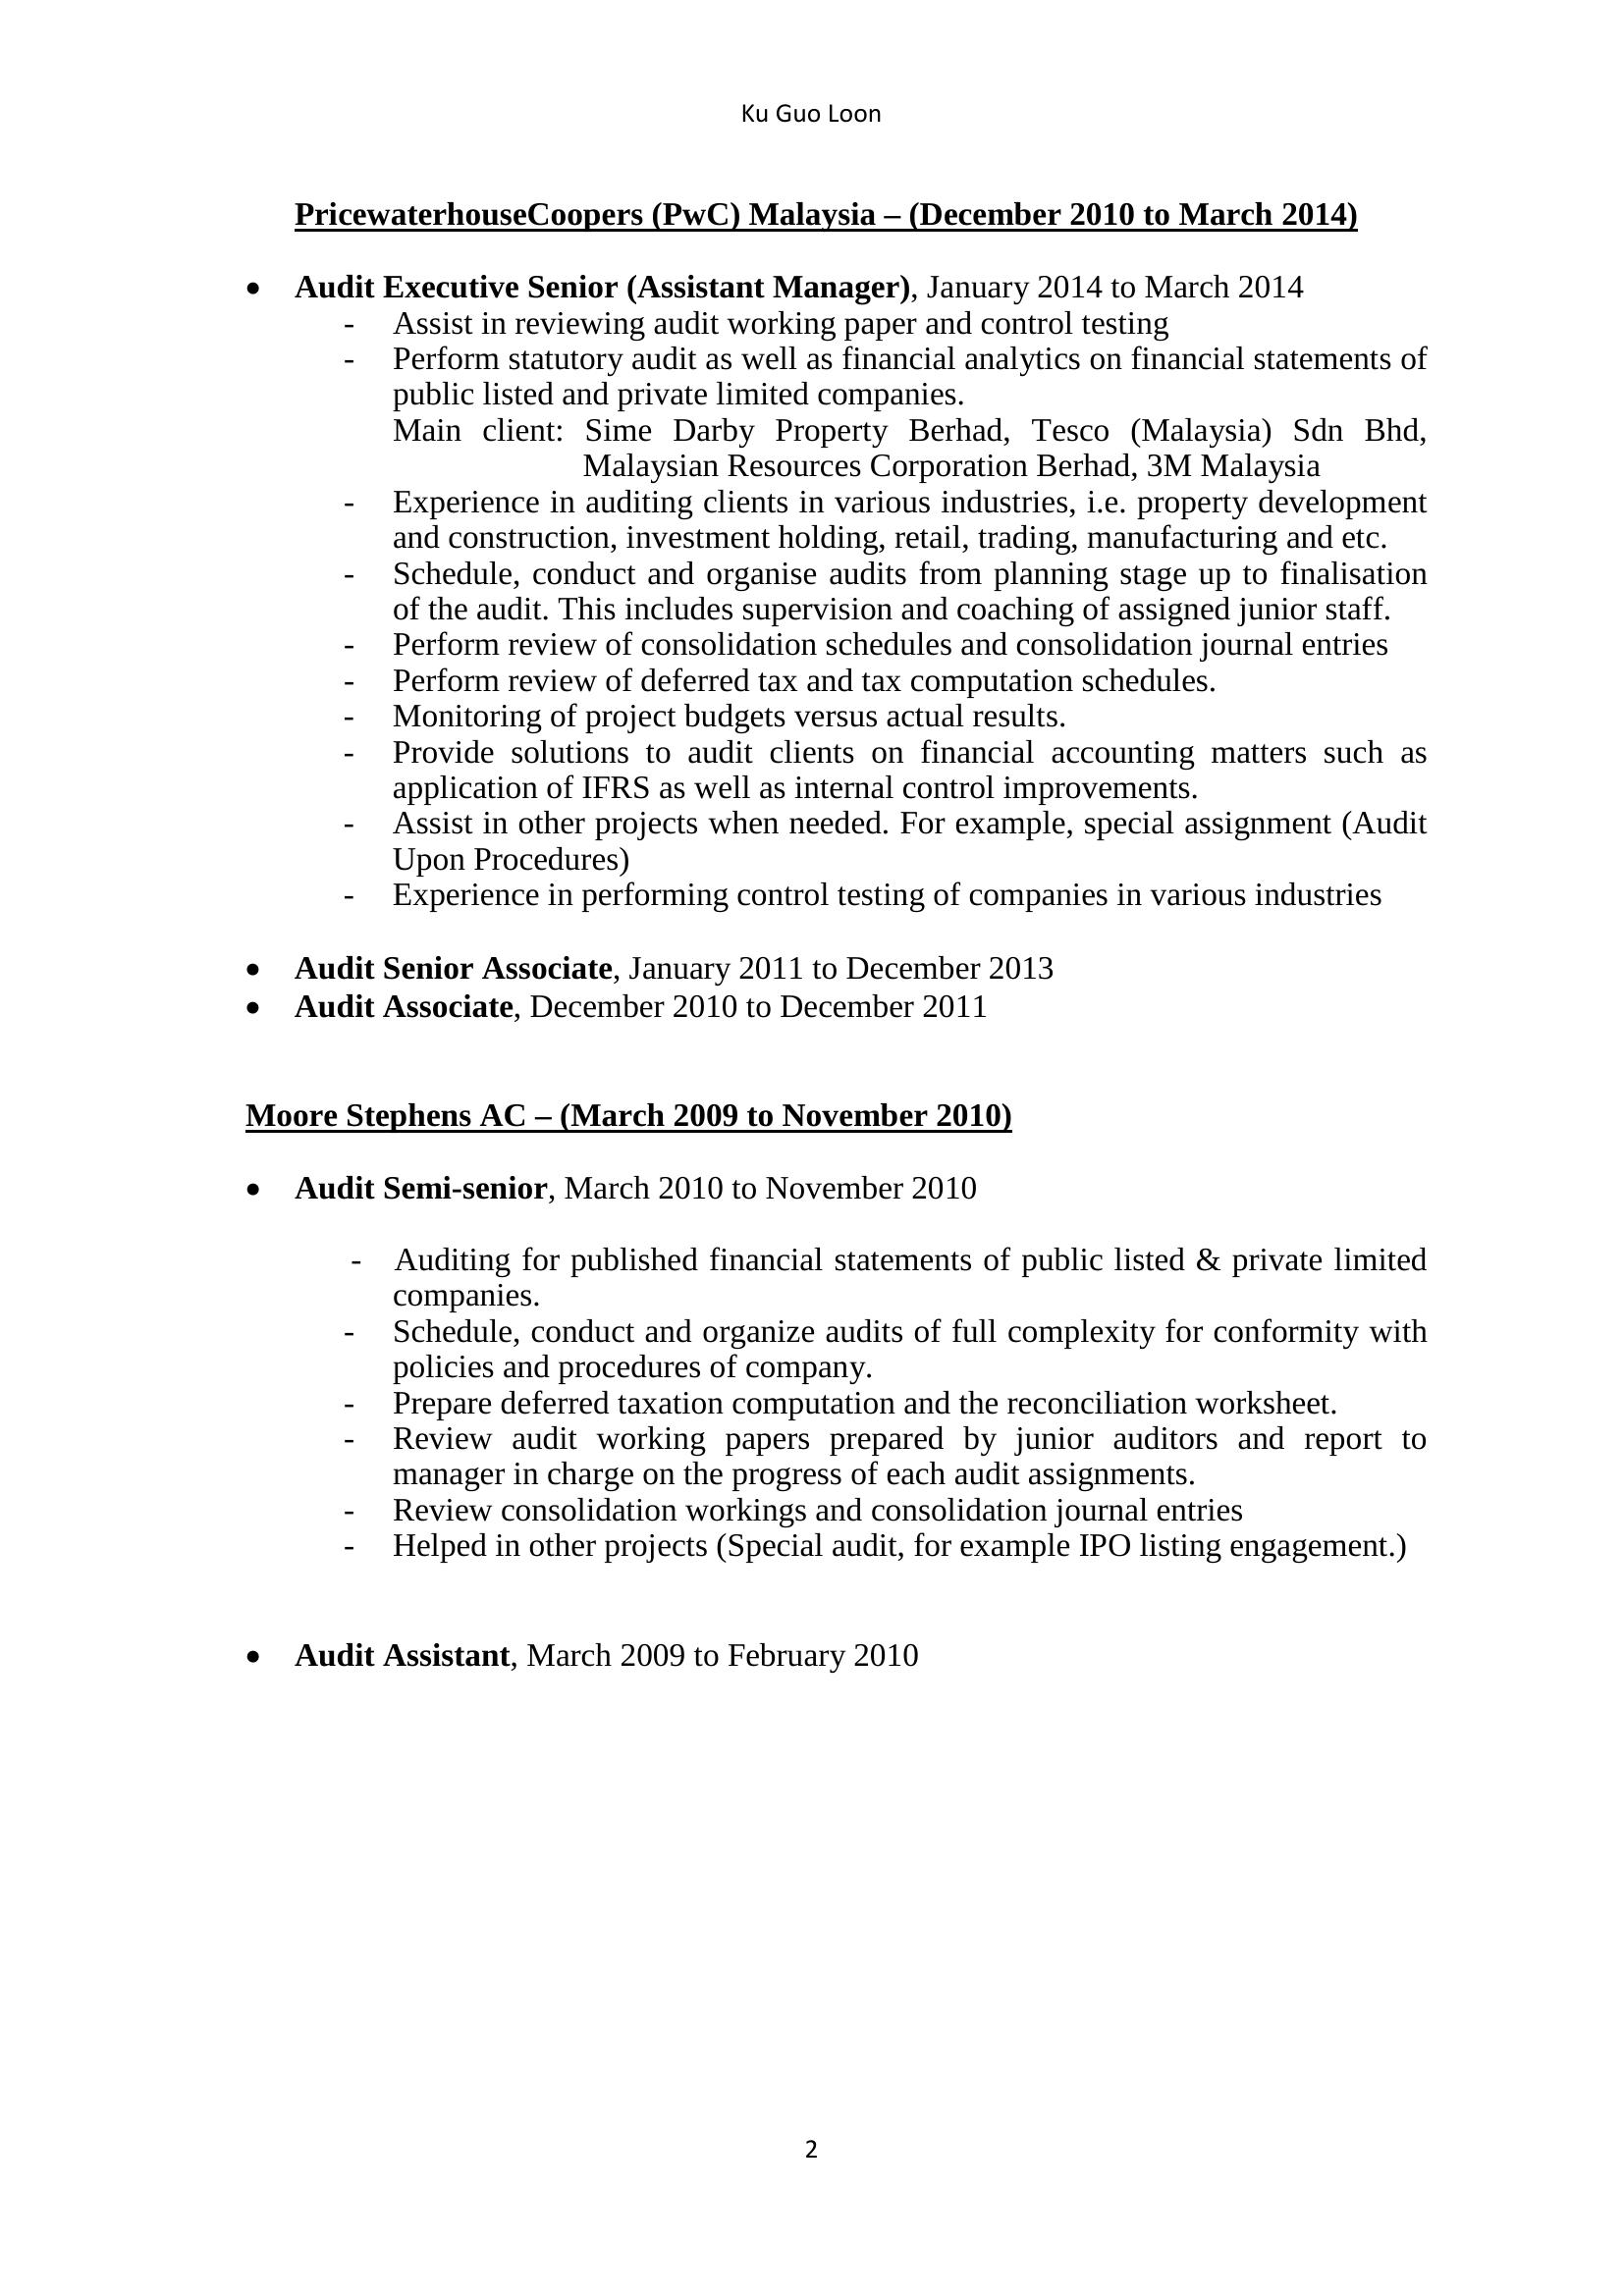 Ku Guo Loon
PricewaterhouseCoopers (PwC) Malaysia – (December 2010 to March 2014)
• Audit Executive Senior (Assistant Manager), January 2014 to March 2014
- Assist in reviewing audit working paper and control testing
- Perform statutory audit as well as financial analytics on financial statements of
public listed and private limited companies.
Main client: Sime Darby Property Berhad, Tesco (Malaysia) Sdn Bhd,
Malaysian Resources Corporation Berhad, 3M Malaysia
- Experience in auditing clients in various industries, i.e. property development
and construction, investment holding, retail, trading, manufacturing and etc.
- Schedule, conduct and organise audits from planning stage up to finalisation
of the audit. This includes supervision and coaching of assigned junior staff.
- Perform review of consolidation schedules and consolidation journal entries
- Perform review of deferred tax and tax computation schedules.
- Monitoring of project budgets versus actual results.
- Provide solutions to audit clients on financial accounting matters such as
application of IFRS as well as internal control improvements.
- Assist in other projects when needed. For example, special assignment (Audit
Upon Procedures)
- Experience in performing control testing of companies in various industries
• Audit Senior Associate, January 2011 to December 2013
• Audit Associate, December 2010 to December 2011
Moore Stephens AC – (March 2009 to November 2010)
• Audit Semi-senior, March 2010 to November 2010
- Auditing for published financial statements of public listed & private limited
companies.
- Schedule, conduct and organize audits of full complexity for conformity with
policies and procedures of company.
- Prepare deferred taxation computation and the reconciliation worksheet.
- Review audit working papers prepared by junior auditors and report to
manager in charge on the progress of each audit assignments.
- Review consolidation workings and consolidation journal entries
- Helped in other projects (Special audit, for example IPO listing engagement.)
• Audit Assistant, March 2009 to February 2010
2